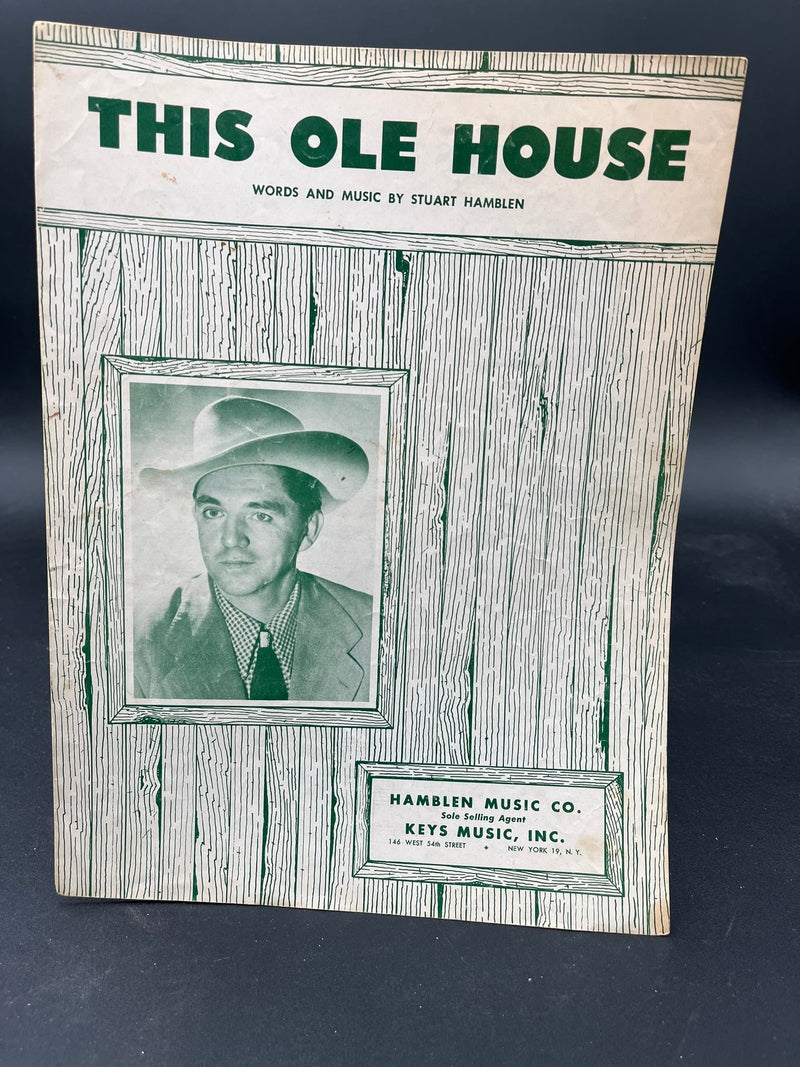 THIS OLE HOUSE
WORDS AND MUSIC BY STUART HAMBLEN
HAMBLEN MUSIC CO.
Sole Selling Agent
KEYS MUSIC, INC.
146 WEST 54th STREET • NEW YORK 19, N. Y.